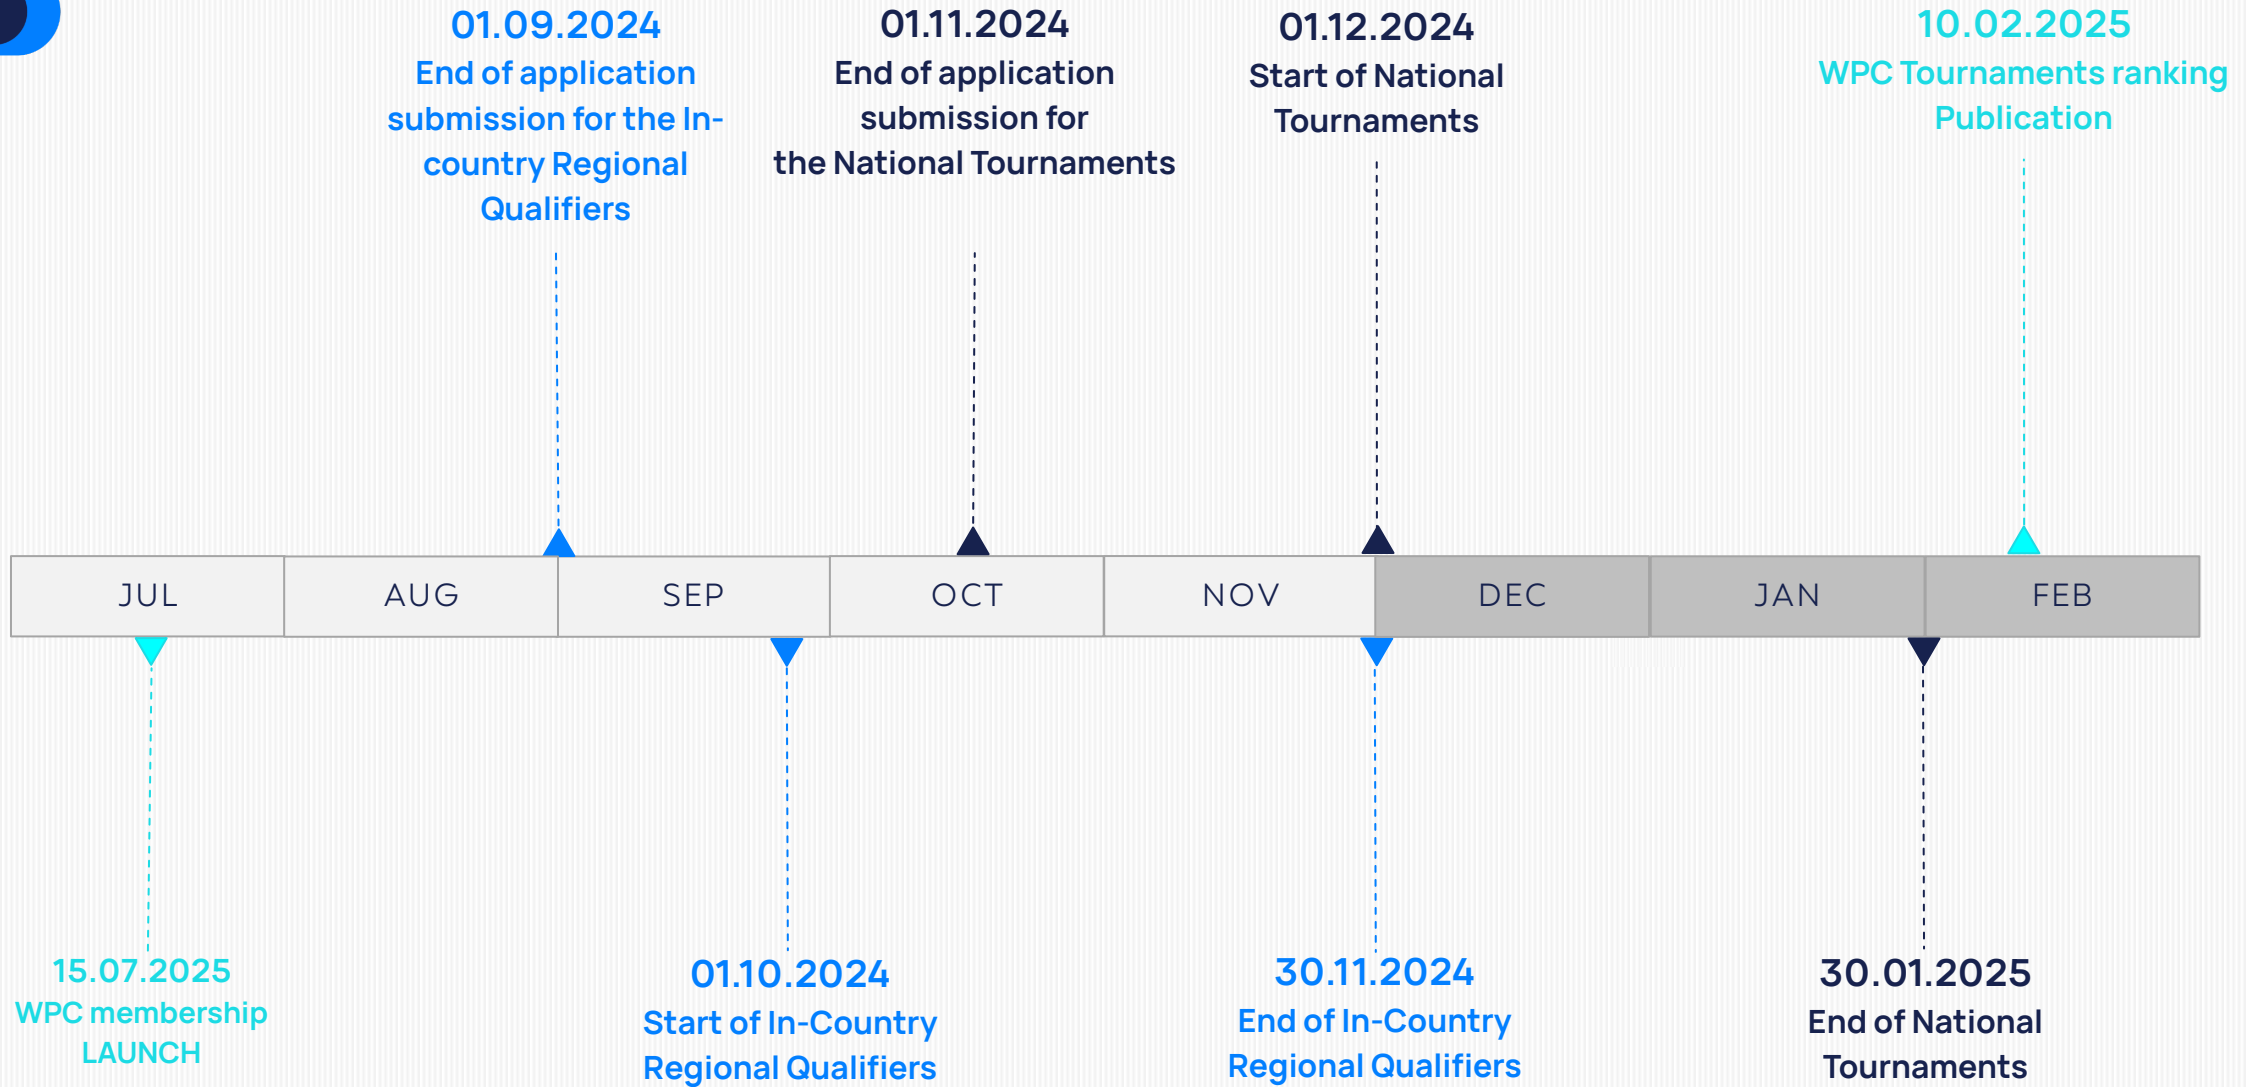 01.09.2024
End of application
submission for the In-
country Regional
Qualifiers
01.11.2024
End of application
submission for
the National Tournaments
01.12.2024
Start of National
Tournaments
10.02.2025
WPC Tournaments ranking
Publication
JUL
AUG
SEP
OCT
NOV
DEC
JAN
FEB
15.07.2025
WPC membership
LAUNCH
01.10.2024
Start of In-Country
Regional Qualifiers
30.11.2024
End of In-Country
Regional Qualifiers
30.01.2025
End of National
Tournaments